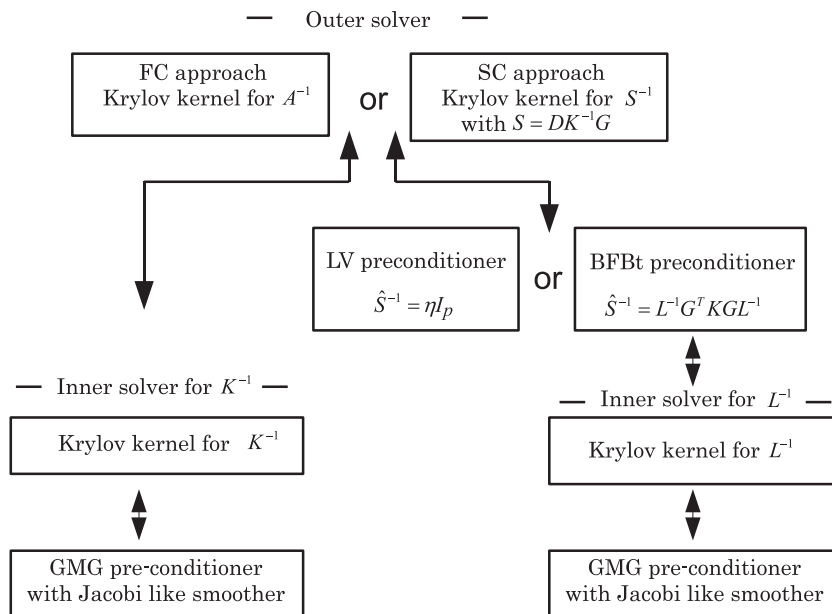 — Outer solver —
FC approach
Krylov kernel for A⁻¹
or
SC approach
Krylov kernel for S⁻¹
with S = DK⁻¹G
LV preconditioner
Ŝ⁻¹ = ηIₚ
or
BFBt preconditioner
Ŝ⁻¹ = L⁻¹GᵀKGL⁻¹
— Inner solver for K⁻¹ —
Krylov kernel for K⁻¹
GMG pre-conditioner
with Jacobi like smoother
— Inner solver for L⁻¹ —
Krylov kernel for L⁻¹
GMG pre-conditioner
with Jacobi like smoother